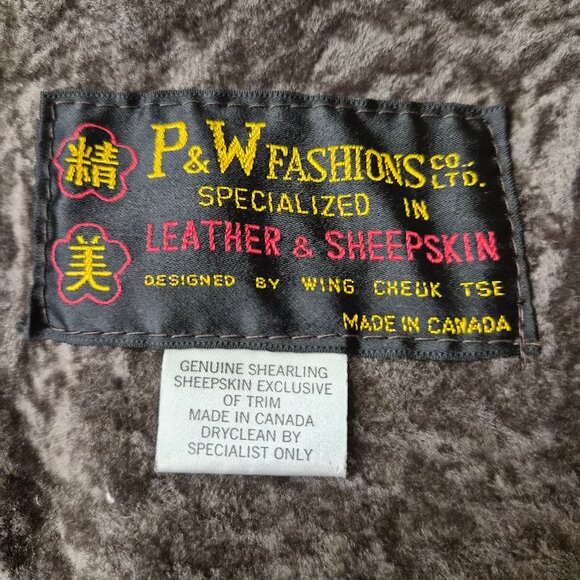 精
美
P&W FASHIONS CO., LTD.
SPECIALIZED IN
LEATHER & SHEEPSKIN
DESIGNED BY WING CHEUK TSE
MADE IN CANADA
GENUINE SHEARLING
SHEEPSKIN EXCLUSIVE
OF TRIM
MADE IN CANADA
DRYCLEAN BY
SPECIALIST ONLY